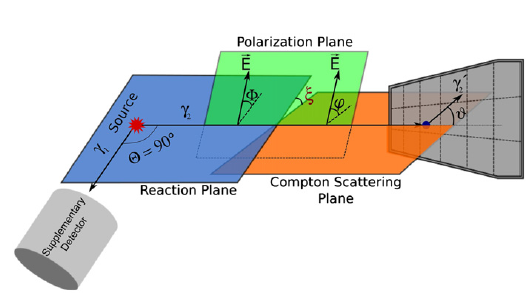 Polarization Plane
E
E
Source
γ₂
Φ
ξ
φ
γ₂′
ϑ
γ₁
Θ = 90°
Reaction Plane
Compton Scattering
Plane
Supplementary
Detector